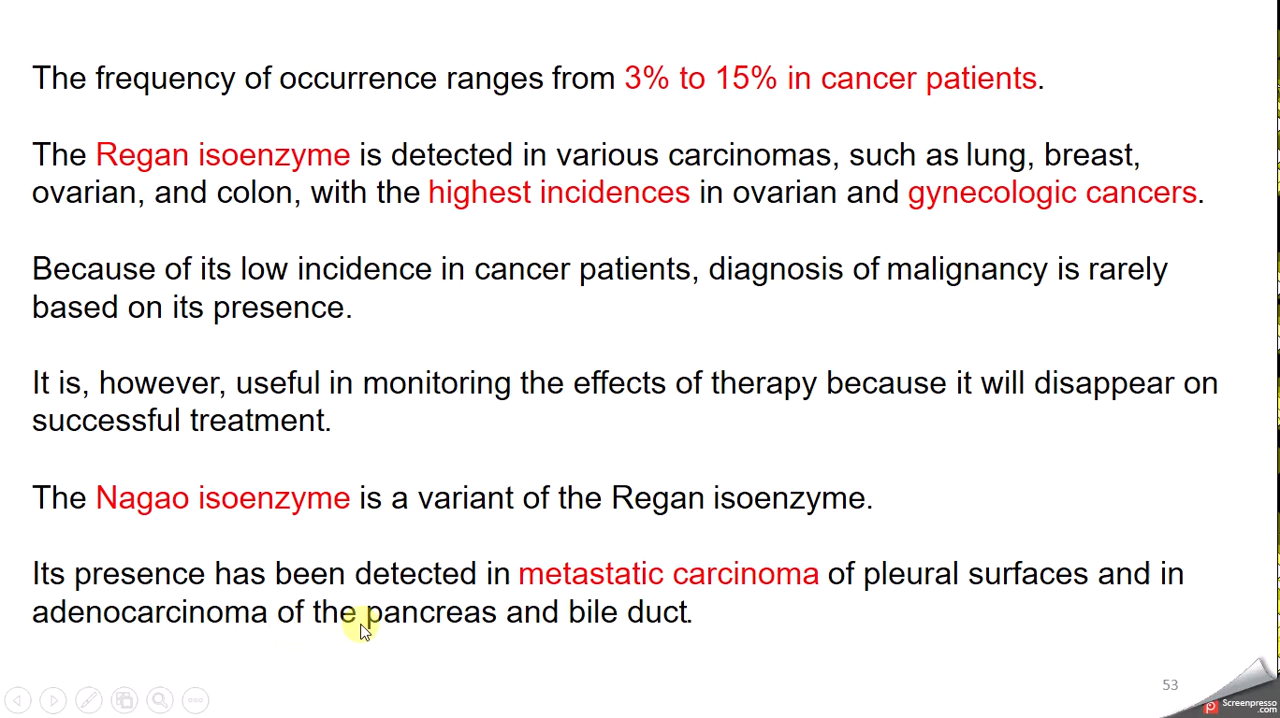 The frequency of occurrence ranges from 3% to 15% in cancer patients.
The Regan isoenzyme is detected in various carcinomas, such as lung, breast,
ovarian, and colon, with the highest incidences in ovarian and gynecologic cancers.
Because of its low incidence in cancer patients, diagnosis of malignancy is rarely
based on its presence.
It is, however, useful in monitoring the effects of therapy because it will disappear on
successful treatment.
The Nagao isoenzyme is a variant of the Regan isoenzyme.
Its presence has been detected in metastatic carcinoma of pleural surfaces and in
adenocarcinoma of the pancreas and bile duct.
53
Screenpresso
.com